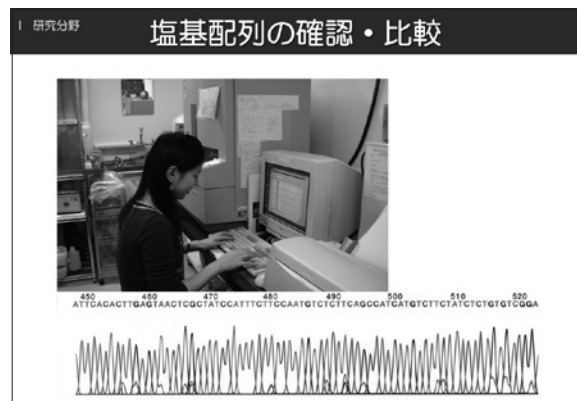 I 研究分野
塩基配列の確認・比較
450 460 470 480 490 500 510 520
ATTCACACTTGAGTAACTCGCTATCCATTTCTTCCAATGTCTCTTCAGCCATCATGTCTTCTATCTCTGTGTCGGA